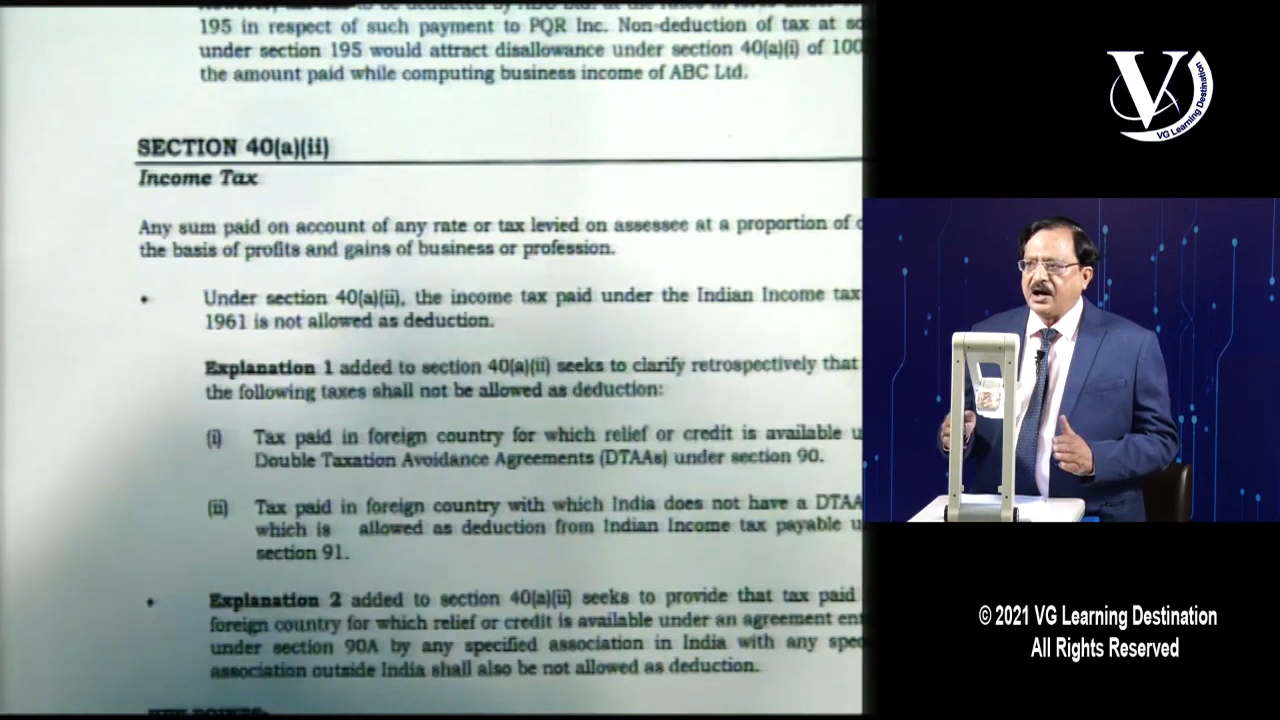 195 in respect of such payment to PQR Inc. Non-deduction of tax at
under section 195 would attract disallowance under section 40(a)(i) of 100
the amount paid while computing business income of ABC Ltd.
SECTION 40(a)(ii)
Income Tax
Any sum paid on account of any rate or tax levied on assessee at a proportion of
the basis of profits and gains of business or profession.
• Under section 40(a)(ii), the income tax paid under the Indian Income tax
1961 is not allowed as deduction.
Explanation 1 added to section 40(a)(ii) seeks to clarify retrospectively that
the following taxes shall not be allowed as deduction:
(i) Tax paid in foreign country for which relief or credit is available
Double Taxation Avoidance Agreements (DTAAs) under section 90.
(ii) Tax paid in foreign country with which India does not have a DTAA
which is allowed as deduction from Indian Income tax payable
section 91.
• Explanation 2 added to section 40(a)(ii) seeks to provide that tax paid
foreign country for which relief or credit is available under an agreement
under section 90A by any specified association in India with any
association outside India shall also be not allowed as deduction.
KEY POINTS:
V
VG Learning Destination
© 2021 VG Learning Destination
All Rights Reserved